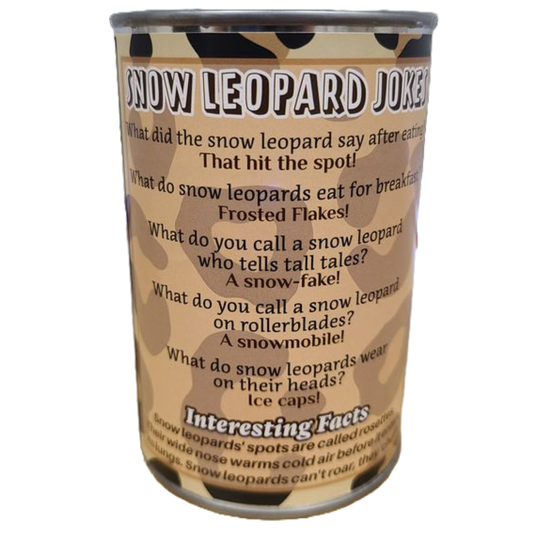 SNOW LEOPARD JOKES
What did the snow leopard say after eating
That hit the spot!
What do snow leopards eat for breakfast
Frosted Flakes!
What do you call a snow leopard
who tells tall tales?
A snow-fake!
What do you call a snow leopard
on rollerblades?
A snowmobile!
What do snow leopards wear
on their heads?
Ice caps!
Interesting Facts
Snow leopards' spots are called rosettes
Their wide nose warms cold air before it
lungs. Snow leopards can't roar, they